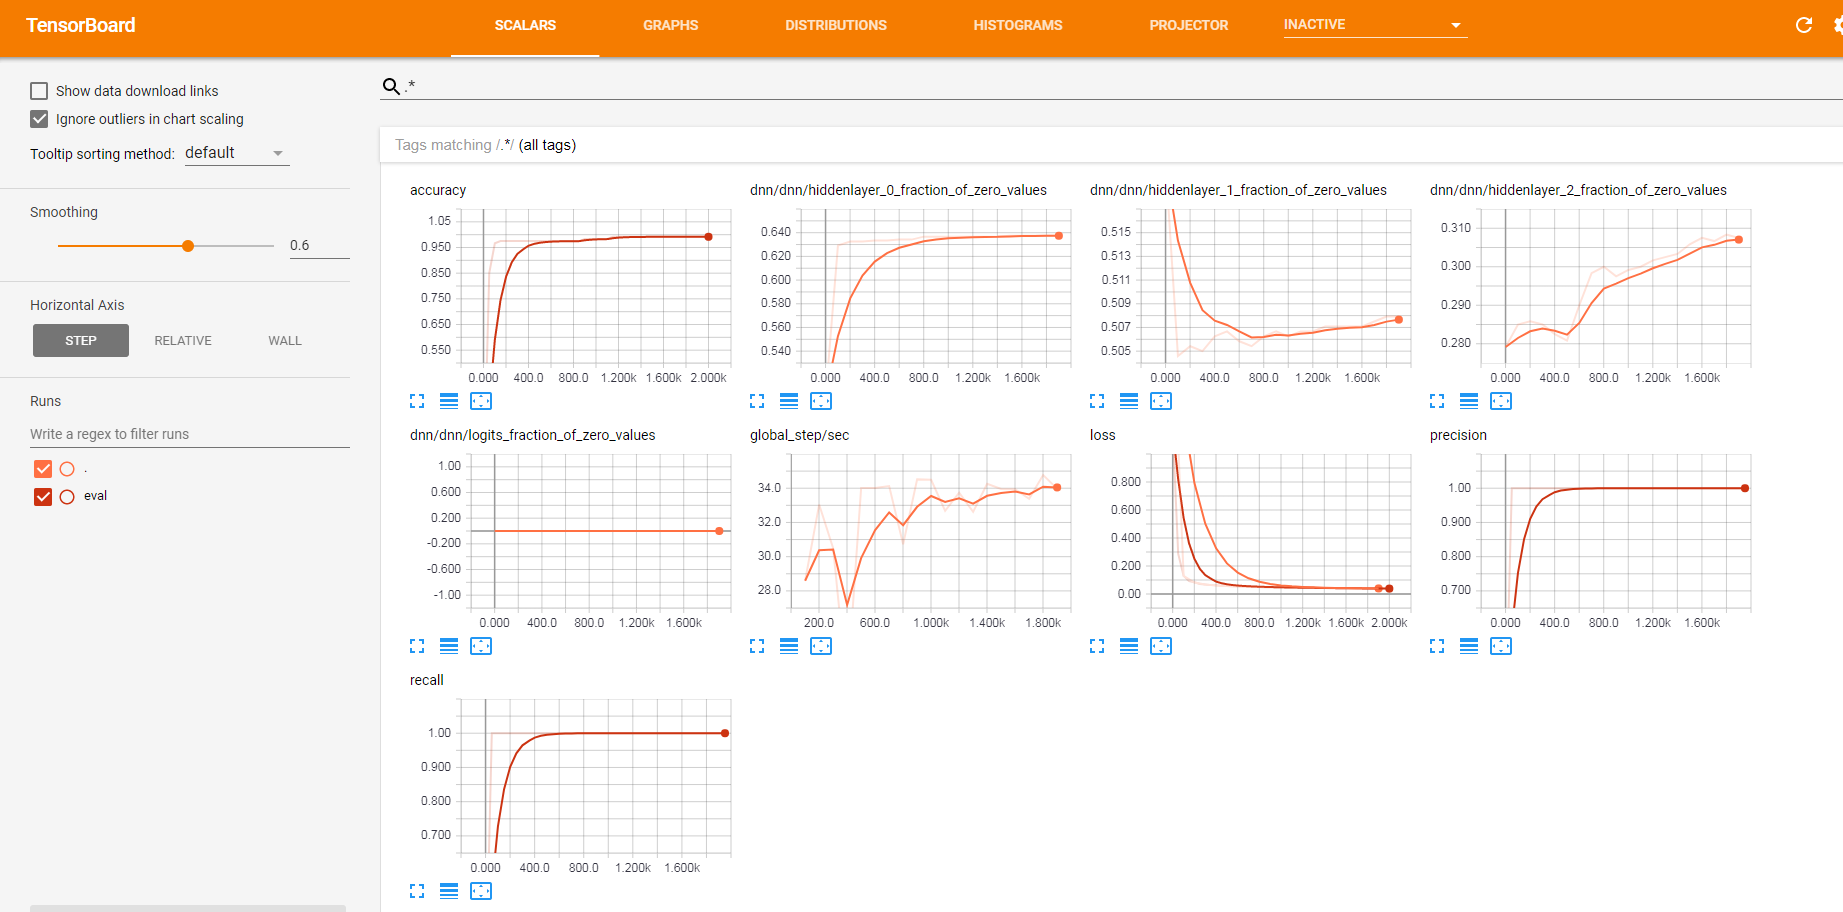 TensorBoard SCALARS GRAPHS DISTRIBUTIONS HISTOGRAMS PROJECTOR INACTIVE
Show data download links
Ignore outliers in chart scaling
Tooltip sorting method: default
Smoothing
0.6
Horizontal Axis
STEP RELATIVE WALL
Runs
Write a regex to filter runs
.
eval
.*
Tags matching /.*/ (all tags)
accuracy
1.05
0.950
0.850
0.750
0.650
0.550
0.000 400.0 800.0 1.200k 1.600k 2.000k
dnn/dnn/hiddenlayer_0_fraction_of_zero_values
0.640
0.620
0.600
0.580
0.560
0.540
0.000 400.0 800.0 1.200k 1.600k
dnn/dnn/hiddenlayer_1_fraction_of_zero_values
0.515
0.513
0.511
0.509
0.507
0.505
0.000 400.0 800.0 1.200k 1.600k
dnn/dnn/hiddenlayer_2_fraction_of_zero_values
0.310
0.300
0.290
0.280
0.000 400.0 800.0 1.200k 1.600k
dnn/dnn/logits_fraction_of_zero_values
1.00
0.600
0.200
-0.200
-0.600
-1.00
0.000 400.0 800.0 1.200k 1.600k
global_step/sec
34.0
32.0
30.0
28.0
200.0 600.0 1.000k 1.400k 1.800k
loss
0.800
0.600
0.400
0.200
0.00
0.000 400.0 800.0 1.200k 1.600k 2.000k
precision
1.00
0.900
0.800
0.700
0.000 400.0 800.0 1.200k 1.600k
recall
1.00
0.900
0.800
0.700
0.000 400.0 800.0 1.200k 1.600k